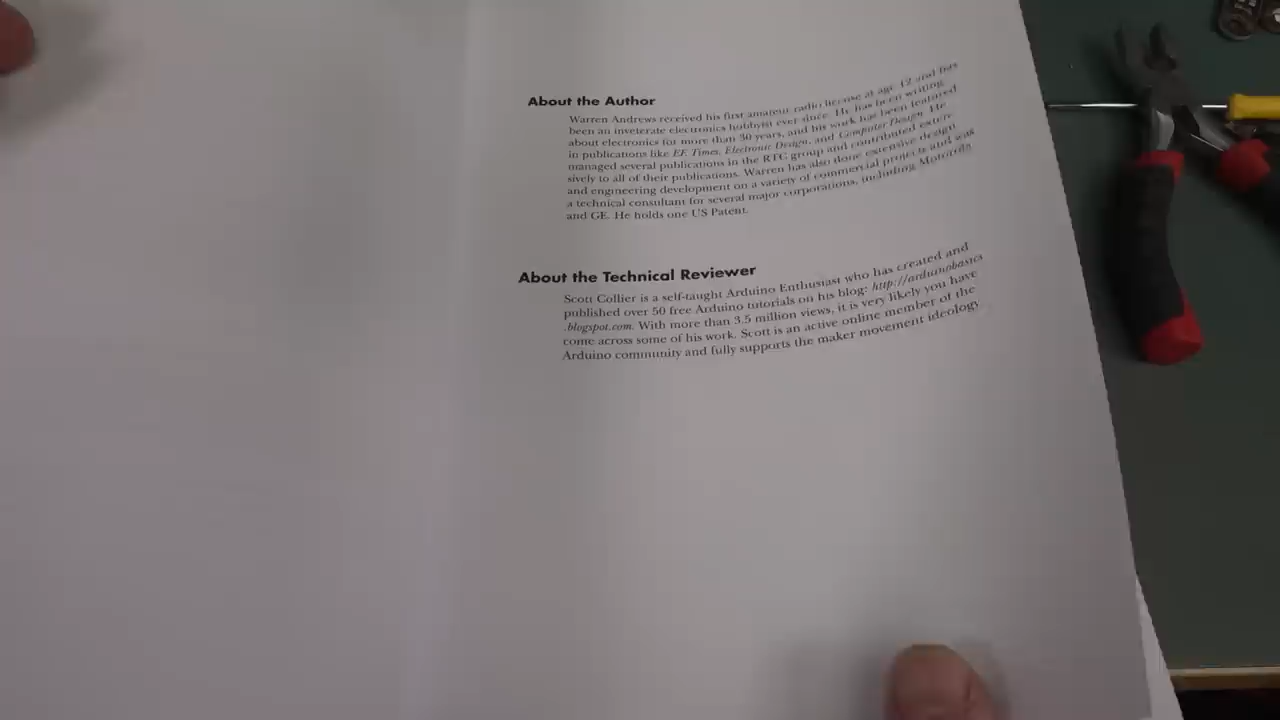 About the Author
Warren Andrews received his first amateur radio license at age 12 and has
been an inveterate electronics hobbyist ever since. He has been writing
about electronics for more than 30 years, and his work has been featured
in publications like EE Times, Electronic Design, and Computer Design. He
managed several publications in the RTC group and contributed exten-
sively to all of their publications. Warren has also done extensive design
and engineering development on a variety of commercial projects and was
a technical consultant for several major corporations, including Motorola
and GE. He holds one US Patent.
About the Technical Reviewer
Scott Collier is a self-taught Arduino Enthusiast who has created and
published over 50 free Arduino tutorials on his blog: http://arduinobasics
.blogspot.com. With more than 3.5 million views, it is very likely you have
come across some of his work. Scott is an active online member of the
Arduino community and fully supports the maker movement ideology.